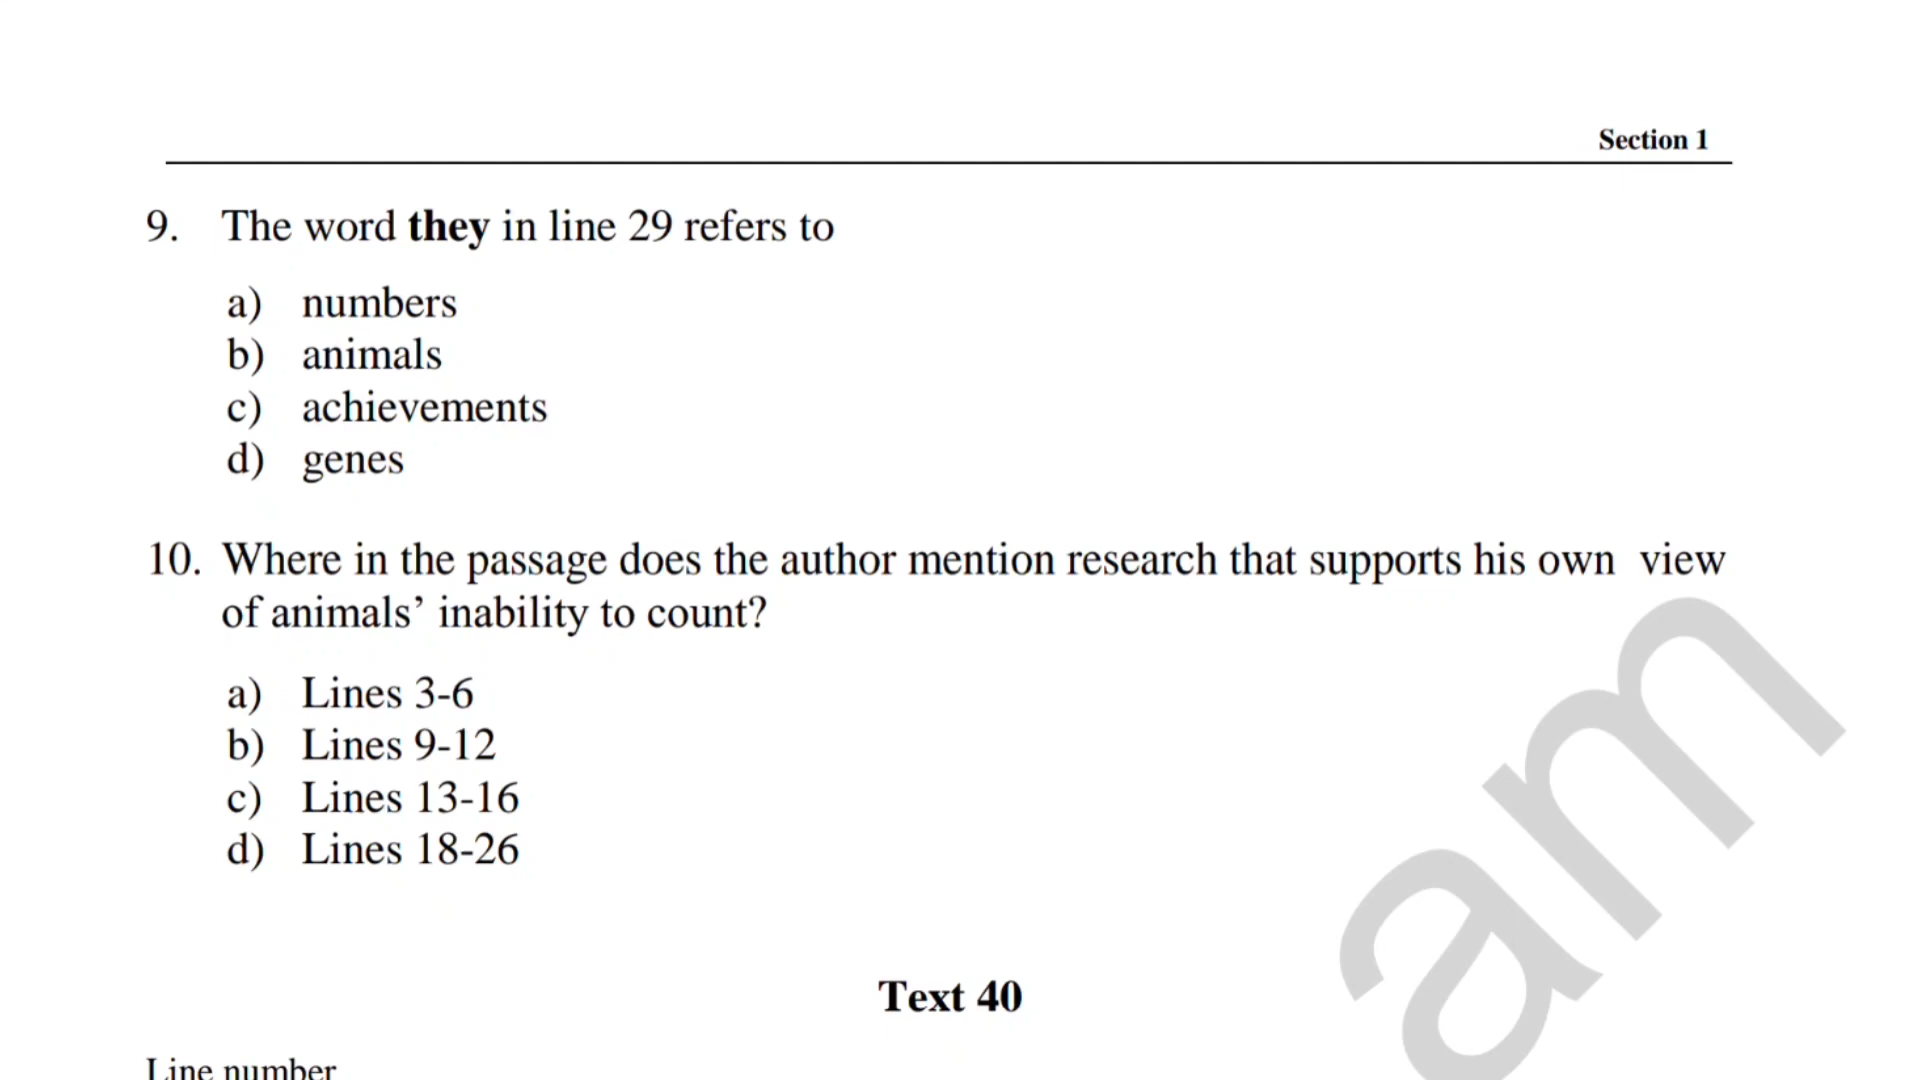 Section 1
9. The word they in line 29 refers to
a) numbers
b) animals
c) achievements
d) genes
10. Where in the passage does the author mention research that supports his own view
of animals’ inability to count?
a) Lines 3-6
b) Lines 9-12
c) Lines 13-16
d) Lines 18-26
am
Text 40
Line number